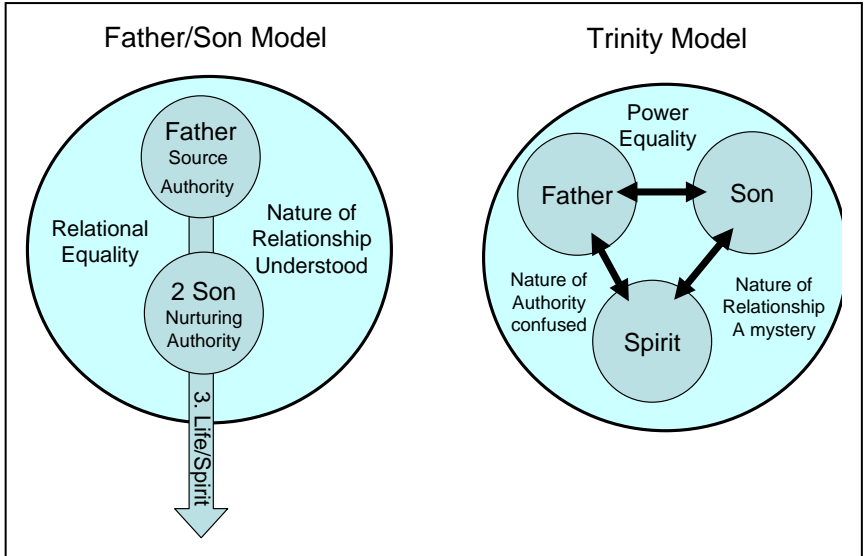 Father/Son Model
Father
Source
Authority
Relational
Equality
Nature of
Relationship
Understood
2 Son
Nurturing
Authority
3. Life/Spirit
Trinity Model
Power
Equality
Father
Son
Nature of
Authority
confused
Nature of
Relationship
A mystery
Spirit